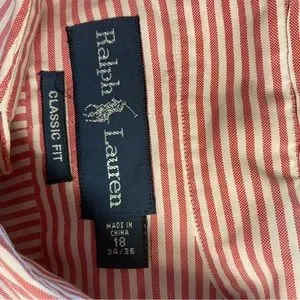 Ralph Lauren
CLASSIC FIT
MADE IN
CHINA
18
34/35